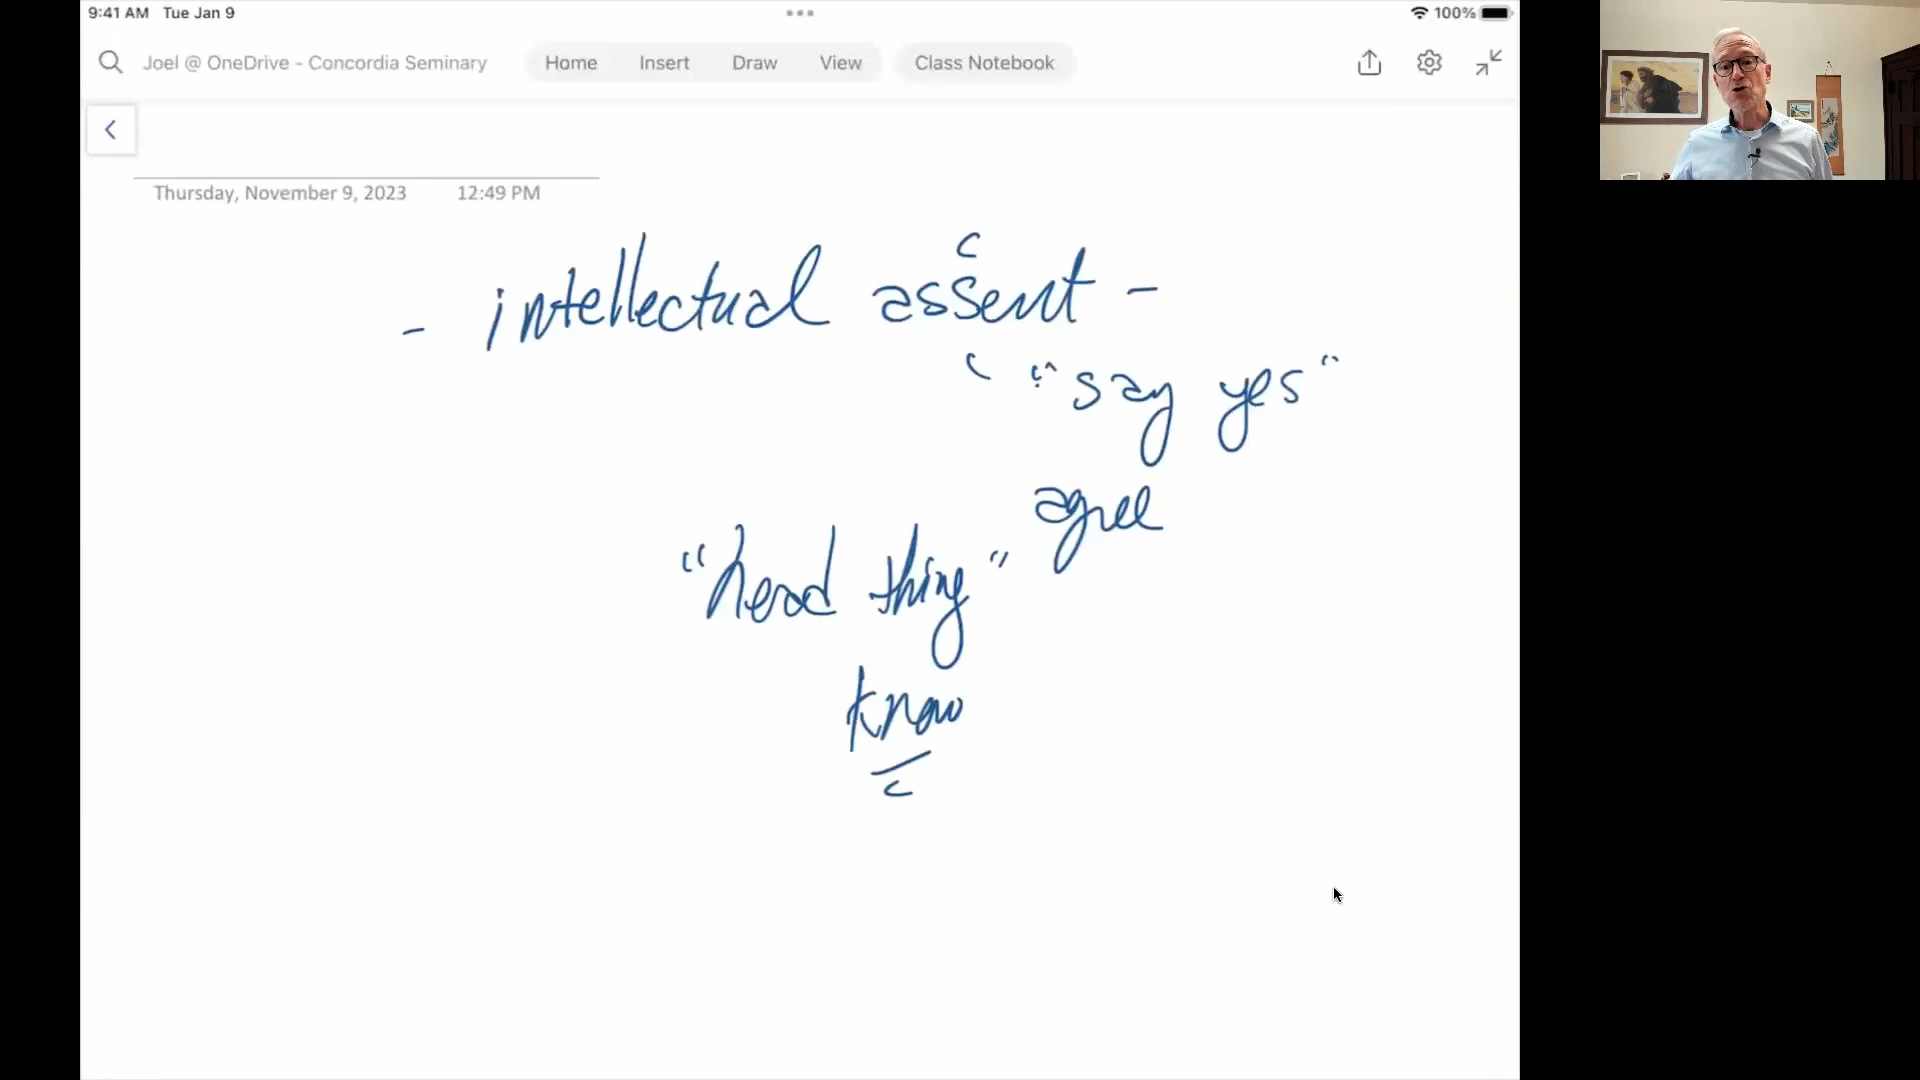 9:41 AM Tue Jan 9
100%
Joel @ OneDrive - Concordia Seminary Home Insert Draw View Class Notebook
Thursday, November 9, 2023 12:49 PM
- intellectual assent -
"say yes"
agree
"head thing"
know